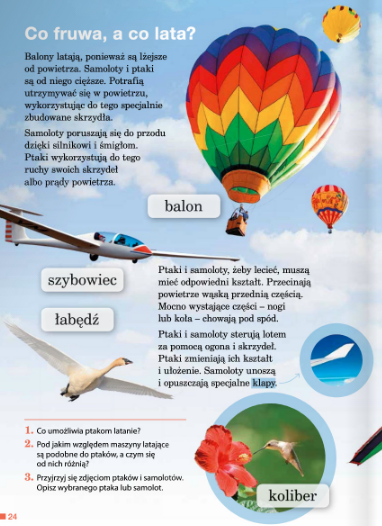 Co fruwa, a co lata?
Balony latają, ponieważ są lżejsze
od powietrza. Samoloty i ptaki
są od niego cięższe. Potrafią
utrzymywać się w powietrzu,
wykorzystując do tego specjalnie
zbudowane skrzydła.
Samoloty poruszają się do przodu
dzięki silnikowi i śmigłom.
Ptaki wykorzystują do tego
ruchy swoich skrzydeł
albo prądy powietrza.
balon
szybowiec
łabędź
Ptaki i samoloty, żeby lecieć, muszą
mieć odpowiedni kształt. Przecinają
powietrze wąską przednią częścią.
Mocno wystające części – nogi
lub koła – chowają pod spód.
Ptaki i samoloty sterują lotem
za pomocą ogona i skrzydeł.
Ptaki zmieniają ich kształt
i ułożenie. Samoloty unoszą
i opuszczają specjalne klapy.
1. Co umożliwia ptakom latanie?
2. Pod jakim względem maszyny latające
są podobne do ptaków, a czym się
od nich różnią?
3. Przyjrzyj się zdjęciom ptaków i samolotów.
Opisz wybranego ptaka lub samolot.
koliber
24